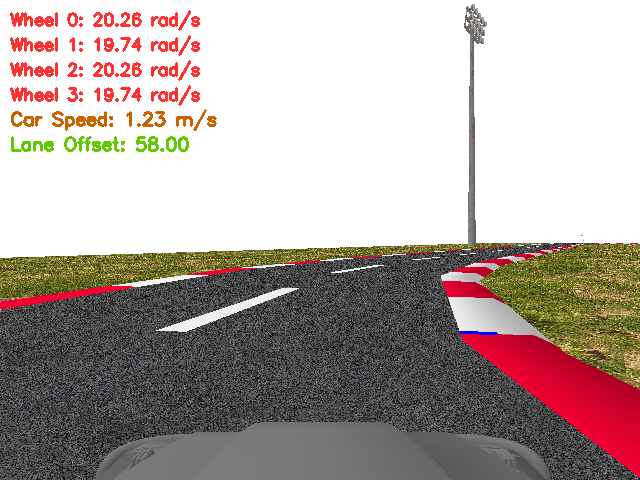 Wheel 0: 20.26 rad/s
Wheel 1: 19.74 rad/s
Wheel 2: 20.26 rad/s
Wheel 3: 19.74 rad/s
Car Speed: 1.23 m/s
Lane Offset: 58.00